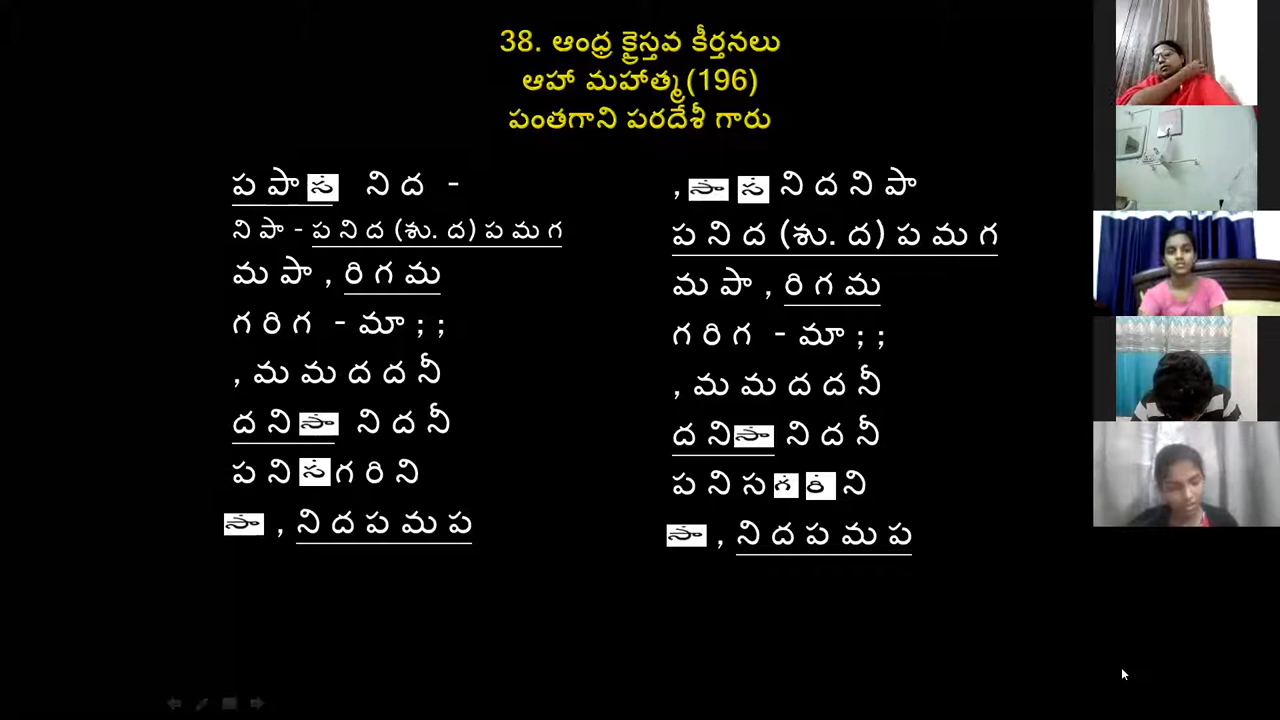 38. ఆంధ్ర క్రైస్తవ కీర్తనలు
ఆహా మహాత్మ (196)
పంతగాని పరదేశీ గారు
ప పా స̇ ని ద -
ని పా - ప ని ద (శు. ద) ప మ గ
మ పా , రి గ మ
గ రి గ - మా ; ;
, మ మ ద ద నీ
ద ని సా̇ ని ద నీ
ప ని స̇ గ రి ని
సా̇ , ని ద ప మ ప
, సా̇ స̇ ని ద ని పా
ప ని ద (శు. ద) ప మ గ
మ పా , రి గ మ
గ రి గ - మా ; ;
, మ మ ద ద నీ
ద ని సా̇ ని ద నీ
ప ని స గ̇ రి̇ ని
సా̇ , ని ద ప మ ప